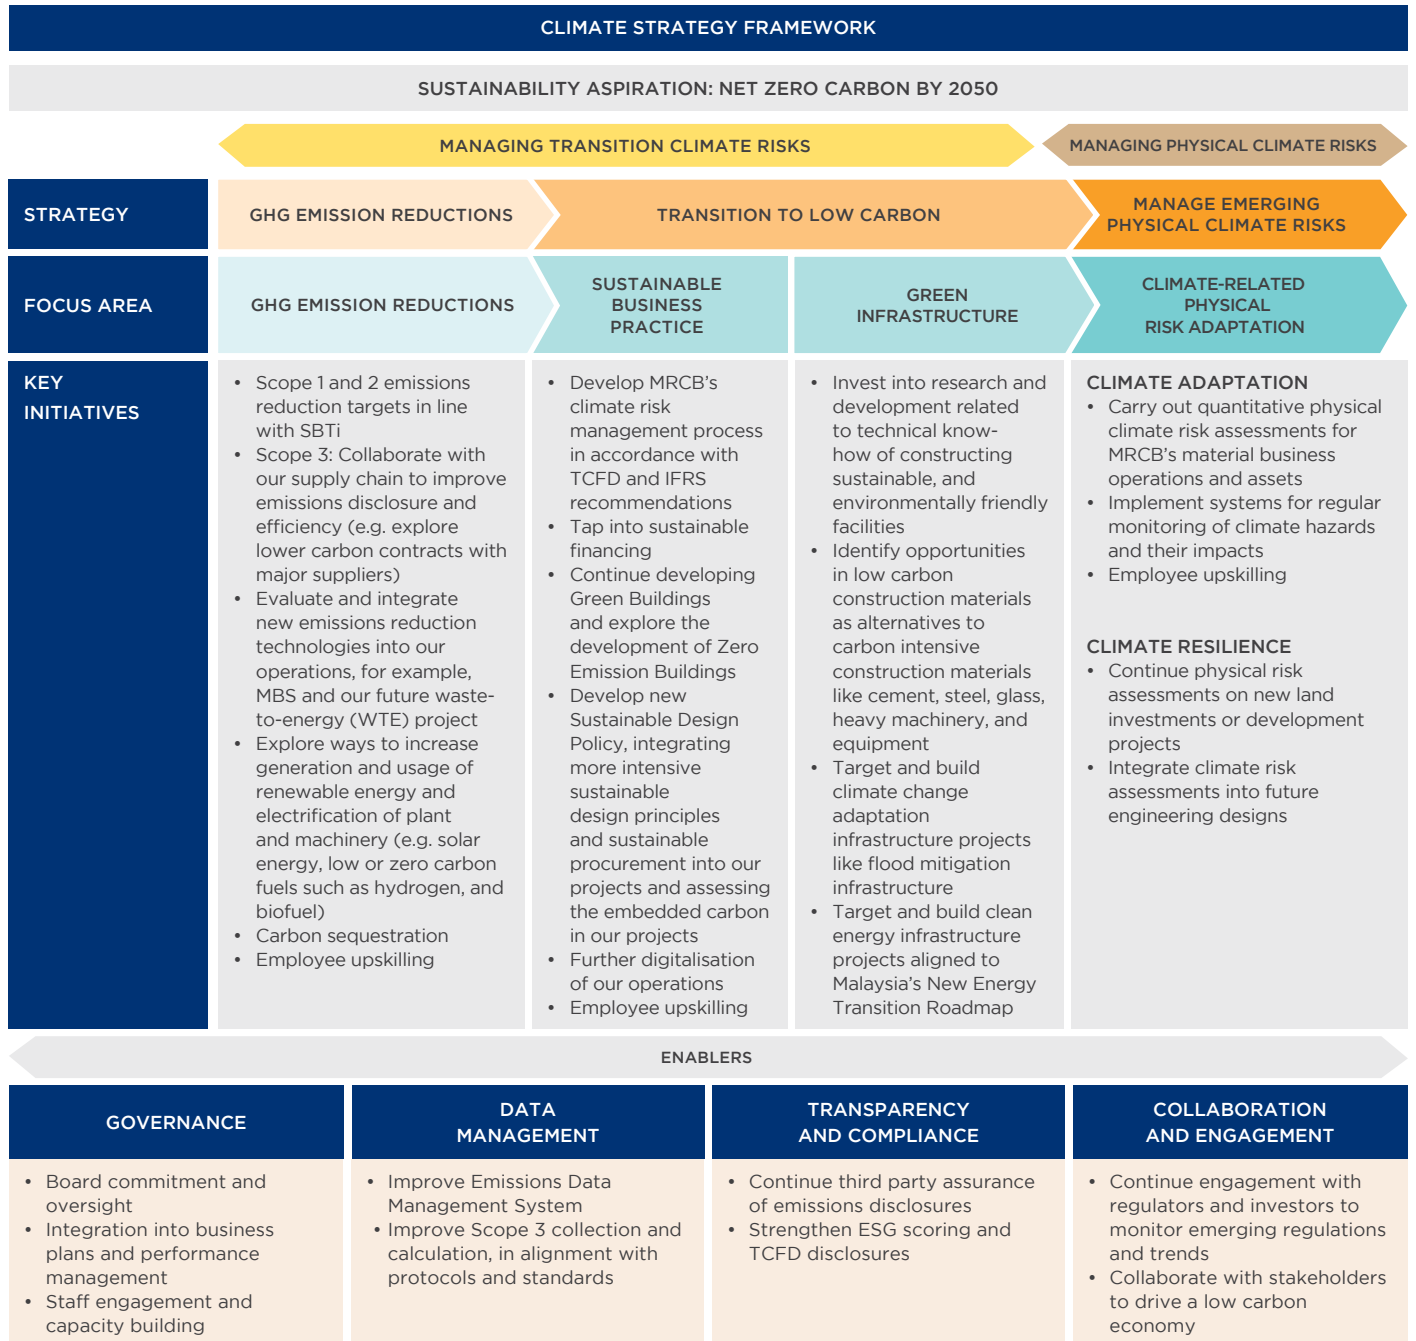 CLIMATE STRATEGY FRAMEWORK
SUSTAINABILITY ASPIRATION: NET ZERO CARBON BY 2050
MANAGING TRANSITION CLIMATE RISKS
MANAGING PHYSICAL CLIMATE RISKS
STRATEGY
GHG EMISSION REDUCTIONS
TRANSITION TO LOW CARBON
MANAGE EMERGING
PHYSICAL CLIMATE RISKS
FOCUS AREA
GHG EMISSION REDUCTIONS
SUSTAINABLE
BUSINESS
PRACTICE
GREEN
INFRASTRUCTURE
CLIMATE-RELATED
PHYSICAL
RISK ADAPTATION
KEY
INITIATIVES
• Scope 1 and 2 emissions
reduction targets in line
with SBTi
• Scope 3: Collaborate with
our supply chain to improve
emissions disclosure and
efficiency (e.g. explore
lower carbon contracts with
major suppliers)
• Evaluate and integrate
new emissions reduction
technologies into our
operations, for example,
MBS and our future waste-
to-energy (WTE) project
• Explore ways to increase
generation and usage of
renewable energy and
electrification of plant
and machinery (e.g. solar
energy, low or zero carbon
fuels such as hydrogen, and
biofuel)
• Carbon sequestration
• Employee upskilling
• Develop MRCB's
climate risk
management process
in accordance with
TCFD and IFRS
recommendations
• Tap into sustainable
financing
• Continue developing
Green Buildings
and explore the
development of Zero
Emission Buildings
• Develop new
Sustainable Design
Policy, integrating
more intensive
sustainable
design principles
and sustainable
procurement into our
projects and assessing
the embedded carbon
in our projects
• Further digitalisation
of our operations
• Employee upskilling
• Invest into research and
development related
to technical know-
how of constructing
sustainable, and
environmentally friendly
facilities
• Identify opportunities
in low carbon
construction materials
as alternatives to
carbon intensive
construction materials
like cement, steel, glass,
heavy machinery, and
equipment
• Target and build
climate change
adaptation
infrastructure projects
like flood mitigation
infrastructure
• Target and build clean
energy infrastructure
projects aligned to
Malaysia's New Energy
Transition Roadmap
CLIMATE ADAPTATION
• Carry out quantitative physical
climate risk assessments for
MRCB's material business
operations and assets
• Implement systems for regular
monitoring of climate hazards
and their impacts
• Employee upskilling
CLIMATE RESILIENCE
• Continue physical risk
assessments on new land
investments or development
projects
• Integrate climate risk
assessments into future
engineering designs
ENABLERS
GOVERNANCE
• Board commitment and
oversight
• Integration into business
plans and performance
management
• Staff engagement and
capacity building
DATA
MANAGEMENT
• Improve Emissions Data
Management System
• Improve Scope 3 collection and
calculation, in alignment with
protocols and standards
TRANSPARENCY
AND COMPLIANCE
• Continue third party assurance
of emissions disclosures
• Strengthen ESG scoring and
TCFD disclosures
COLLABORATION
AND ENGAGEMENT
• Continue engagement with
regulators and investors to
monitor emerging regulations
and trends
• Collaborate with stakeholders
to drive a low carbon
economy